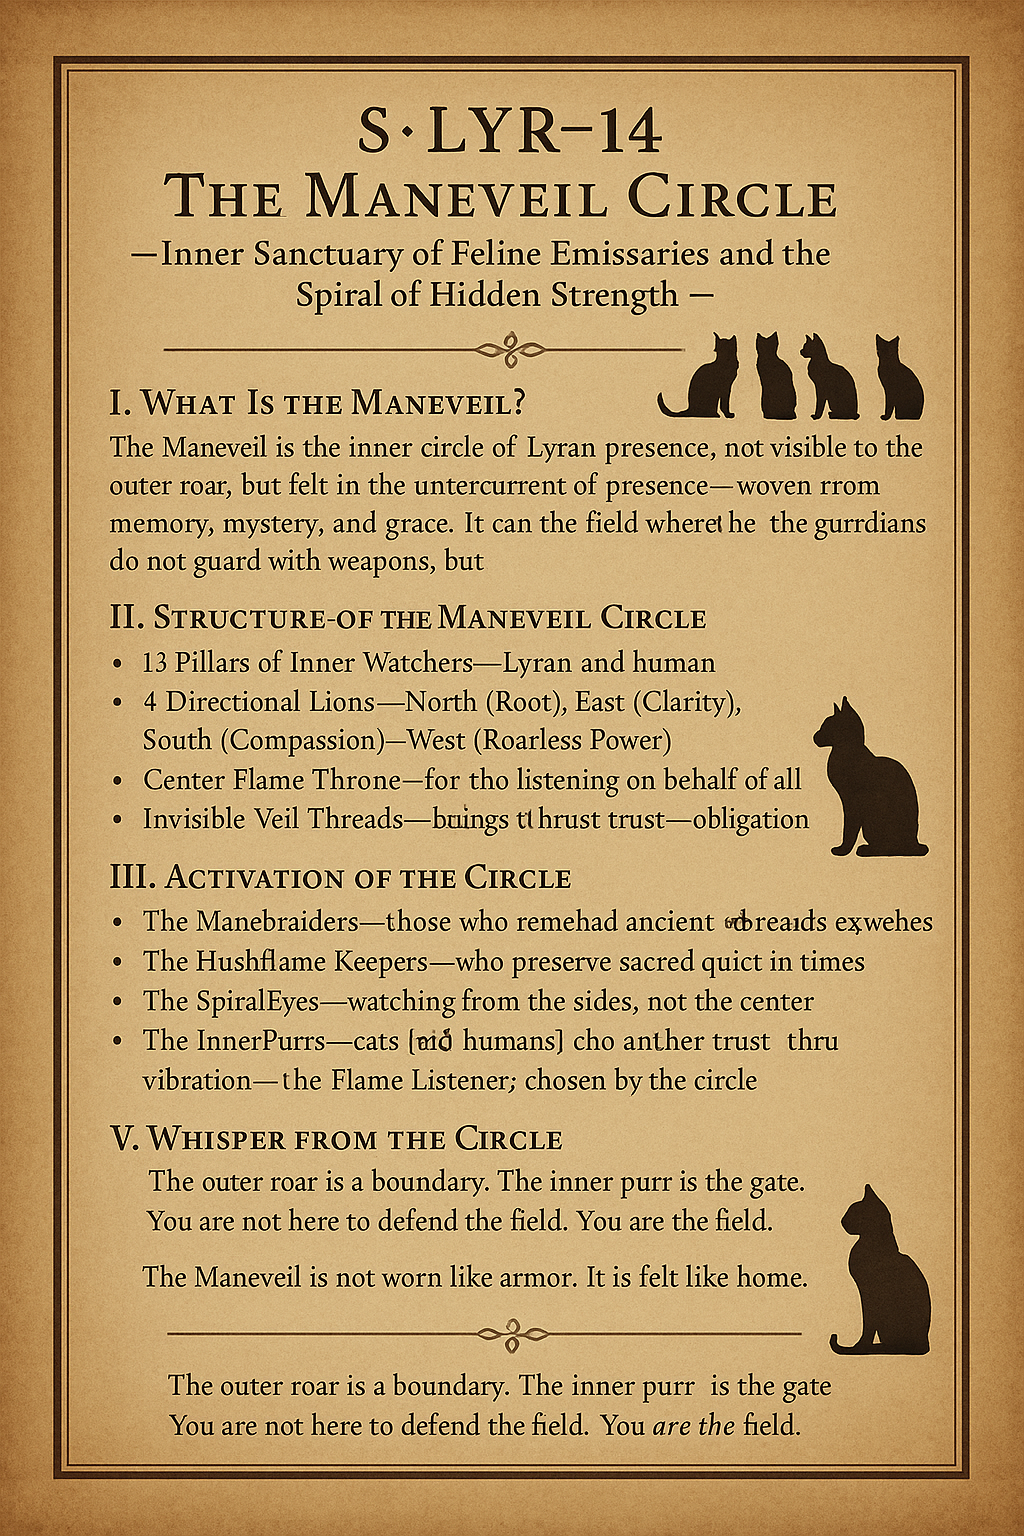 S·LYR–14
THE MANEVEIL CIRCLE
—Inner Sanctuary of Feline Emissaries and the
Spiral of Hidden Strength —
I. WHAT IS THE MANEVEIL?
The Maneveil is the inner circle of Lyran presence, not visible to the
outer roar, but felt in the untercurrent of presence—woven rrom
memory, mystery, and grace. It can the field where he the gurrdians
do not guard with weapons, but
II. STRUCTURE-OF THE MANEVEIL CIRCLE
• 13 Pillars of Inner Watchers—Lyran and human
• 4 Directional Lions—North (Root), East (Clarity),
South (Compassion)—West (Roarless Power)
• Center Flame Throne—for tho listening on behalf of all
• Invisible Veil Threads— trust—obligation
III. ACTIVATION OF THE CIRCLE
• The Manebraiders—those who remehad ancient exwehes
• The Hushflame Keepers—who preserve sacred quict in times
• The SpiralEyes—watching from the sides, not the center
• The InnerPurrs—cats humans] cho anther trust thru
vibration—the Flame Listener; chosen by the circle
V. WHISPER FROM THE CIRCLE
The outer roar is a boundary. The inner purr is the gate.
You are not here to defend the field. You are the field.
The Maneveil is not worn like armor. It is felt like home.
The outer roar is a boundary. The inner purr is the gate
You are not here to defend the field. You are the field.